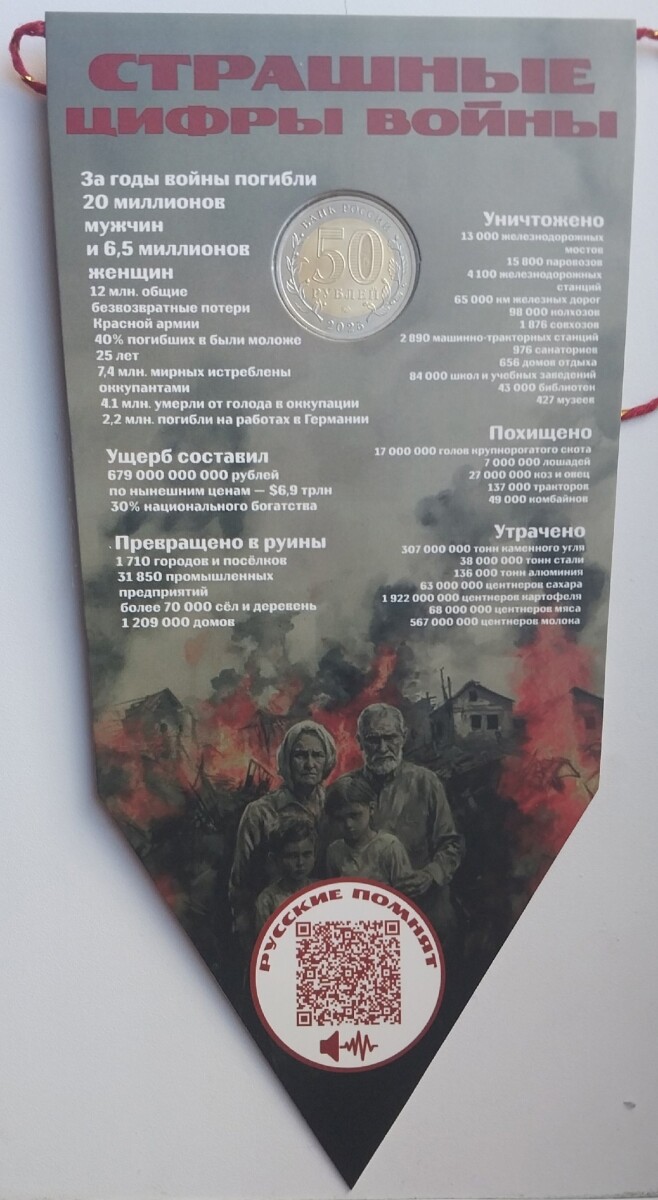 СТРАШНЫЕ
ЦИФРЫ ВОЙНЫ
За годы войны погибли
20 миллионов
мужчин
и 6,5 миллионов
женщин
12 млн. общие
безвозвратные потери
Красной армии
40% погибших в были моложе
25 лет
7,4 млн. мирных истреблены
оккупантами
4.1 млн. умерли от голода в оккупации
2,2 млн. погибли на работах в Германии
Ущерб составил
679 000 000 000 рублей
по нынешним ценам — $6,9 трлн
30% национального богатства
Превращено в руины
1 710 городов и посёлков
31 850 промышленных
предприятий
более 70 000 сёл и деревень
1 209 000 домов
БАНК РОССИИ
50
РУБЛЕЙ
Уничтожено
13 000 железнодорожных
мостов
15 800 паровозов
4 100 железнодорожных
станций
65 000 км железных дорог
98 000 колхозов
1 876 совхозов
2 890 машинно-тракторных станций
976 санаториев
656 домов отдыха
84 000 школ и учебных заведений
43 000 библиотек
427 музеев
Похищено
17 000 000 голов крупнорогатого скота
7 000 000 лошадей
27 000 000 коз и овец
137 000 тракторов
49 000 комбайнов
Утрачено
307 000 000 тонн каменного угля
38 000 000 тонн стали
136 000 тонн алюминия
63 000 000 центнеров сахара
1 922 000 000 центнеров картофеля
68 000 000 центнеров мяса
567 000 000 центнеров молока
РУССКИЕ ПОМНЯТ